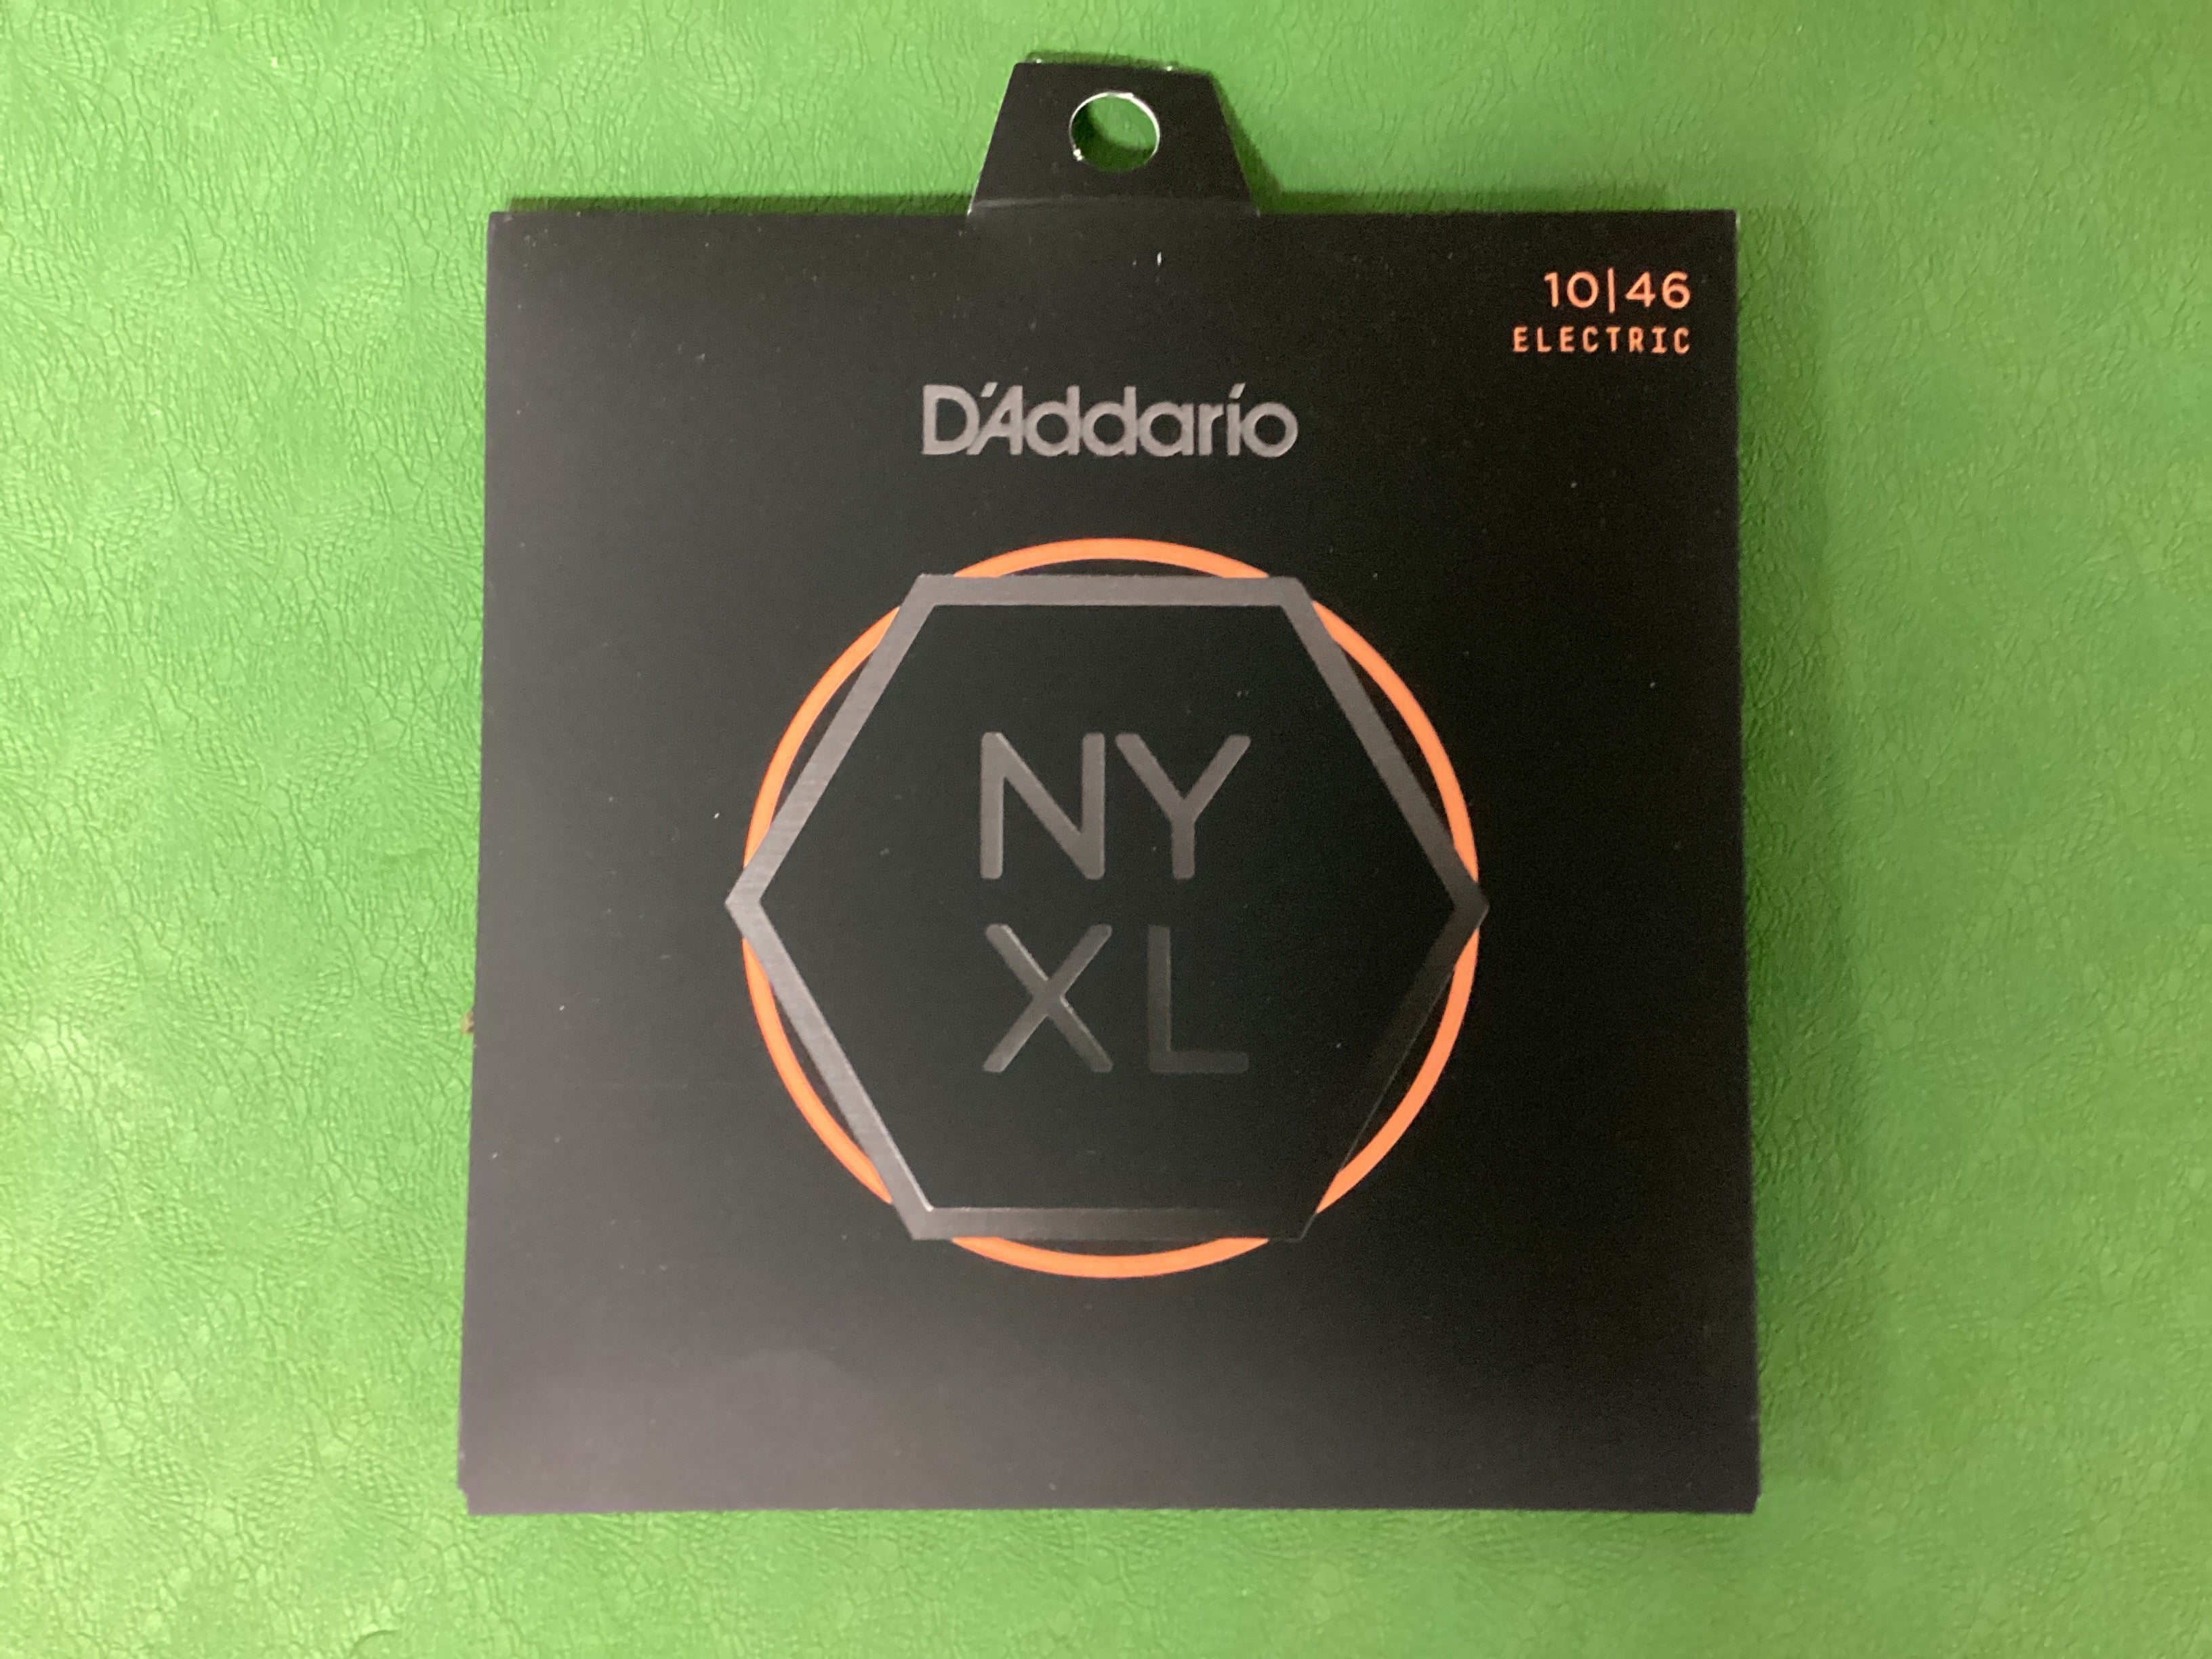 10|46
ELECTRIC
D'Addario
NY
XL